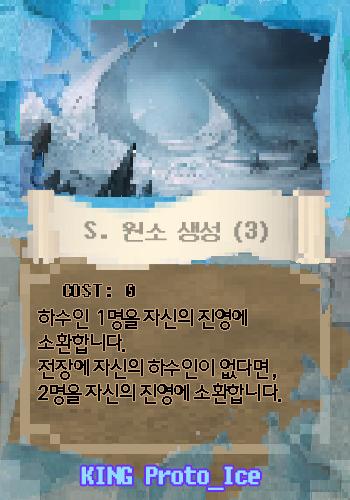 S. 원소 생성 (3)
COST: 0
하수인 1명을 자신의 진영에
소환합니다.
전장에 자신의 하수인이 없다면,
2명을 자신의 진영에 소환합니다.
KING Proto_Ice